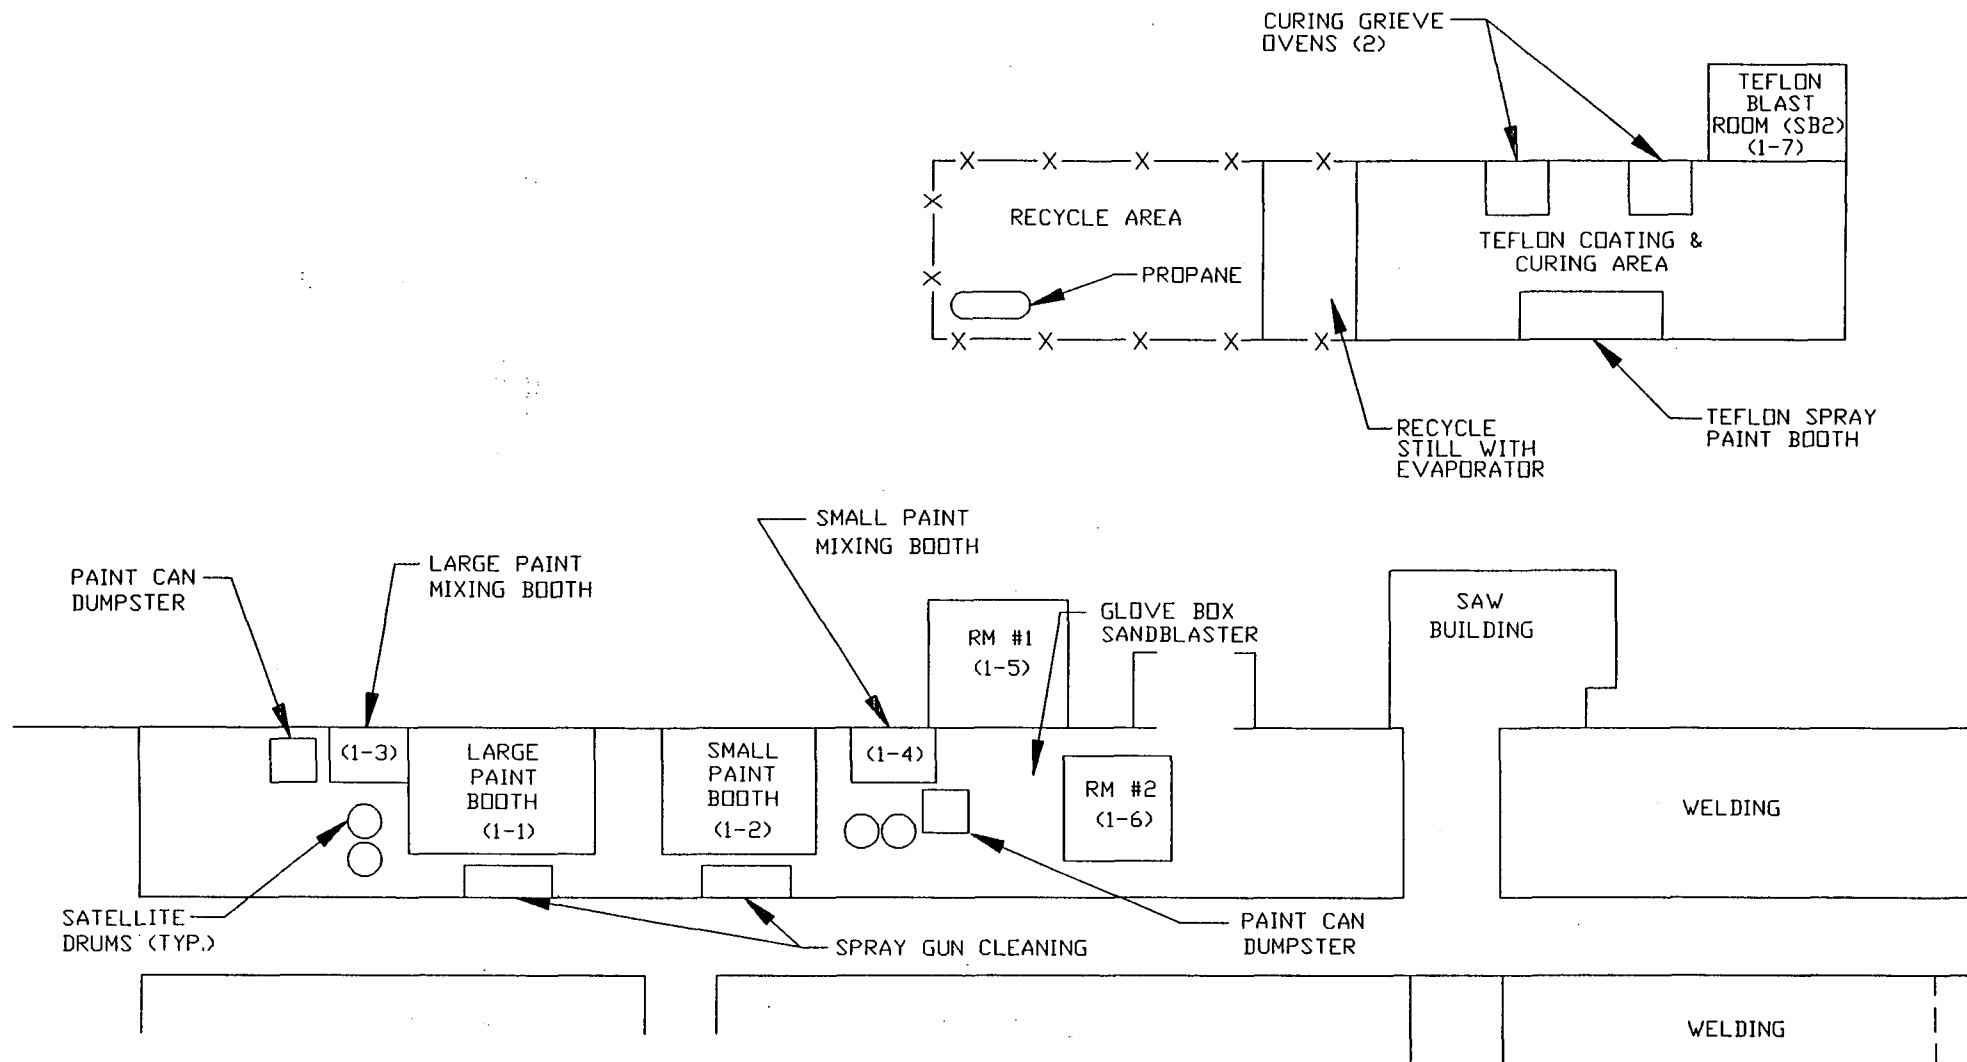 CURING GRIEVE
OVENS (2)
TEFLON
BLAST
ROOM (SB2)
(1-7)
RECYCLE AREA
PROPANE
TEFLON COATING &
CURING AREA
RECYCLE
STILL WITH
EVAPORATOR
TEFLON SPRAY
PAINT BOOTH
SMALL PAINT
MIXING BOOTH
LARGE PAINT
MIXING BOOTH
PAINT CAN
DUMPSTER
RM #1
(1-5)
GLOVE BOX
SANDBLASTER
SAW
BUILDING
(1-3)
LARGE
PAINT
BOOTH
(1-1)
SMALL
PAINT
BOOTH
(1-2)
(1-4)
RM #2
(1-6)
WELDING
SATELLITE
DRUMS (TYP.)
SPRAY GUN CLEANING
PAINT CAN
DUMPSTER
WELDING